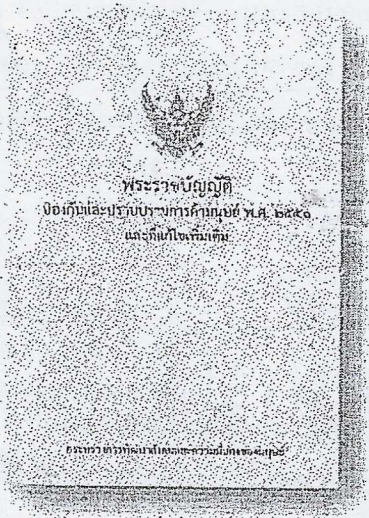 พระราชบัญญัติ
ป้องกันและปราบปรามการค้ามนุษย์ พ.ศ. ๒๕๕๑
และที่แก้ไขเพิ่มเติม
กระทรวงการพัฒนาสังคมและความมั่นคงของมนุษย์